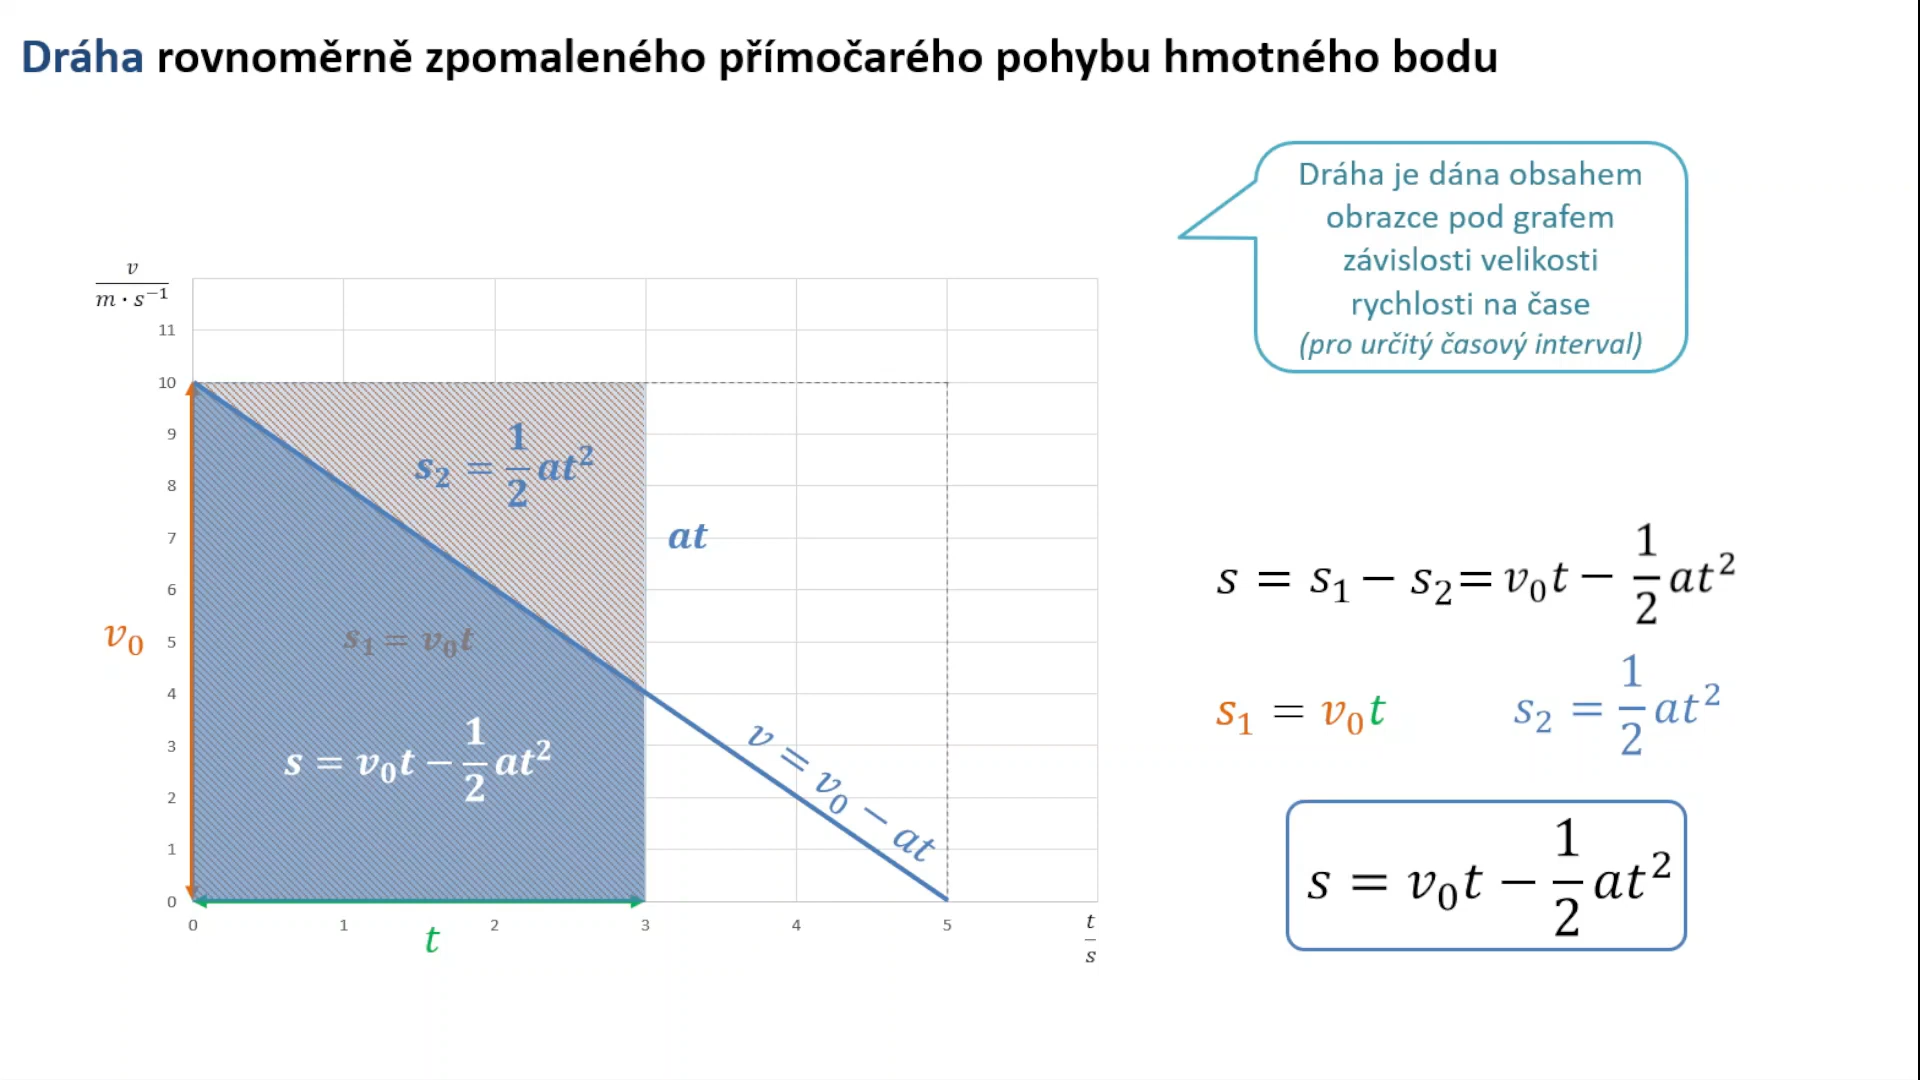 Dráha rovnoměrně zpomaleného přímočarého pohybu hmotného bodu
Dráha je dána obsahem
obrazce pod grafem
závislosti velikosti
rychlosti na čase
(pro určitý časový interval)
v
m · s⁻¹
11
10
9
8
7
6
5
4
3
2
1
0
v₀
s₂ = 1/2 at²
at
s₁ = v₀t
s = v₀t − 1/2 at²
v = v₀ − at
0 1 2 3 4 5
t
t
s
s = s₁ − s₂ = v₀t − 1/2 at²
s₁ = v₀t s₂ = 1/2 at²
s = v₀t − 1/2 at²